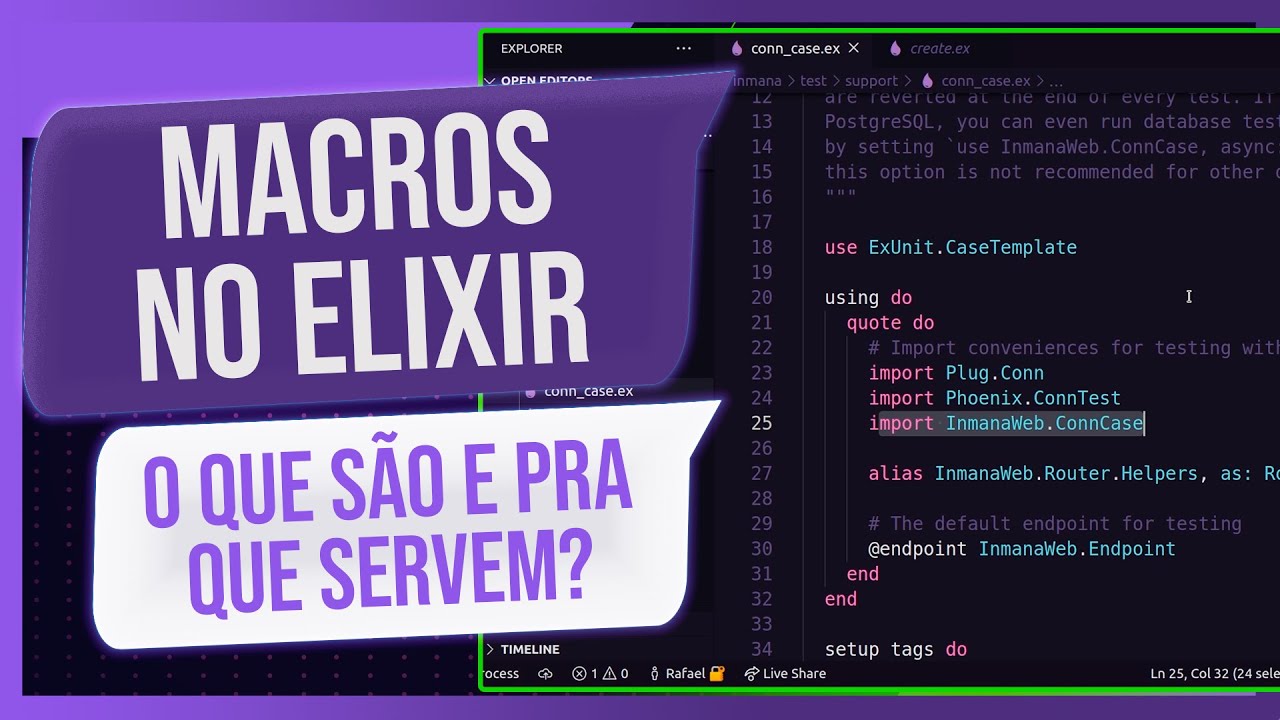 MACROS
NO ELIXIR
O QUE SÃO E PRA
QUE SERVEM?
EXPLORER
OPEN EDITORS
conn_case.ex
TIMELINE
conn_case.ex
create.ex
inmana > test > support > conn_case.ex > ...
12 are reverted at the end of every test. If
13 PostgreSQL, you can even run database
14 by setting `use InmanaWeb.ConnCase, async:
15 this option is not recommended for other
16 """
17
18 use ExUnit.CaseTemplate
19
20 using do
21 quote do
22 # Import conveniences for testing
23 import Plug.Conn
24 import Phoenix.ConnTest
25 import InmanaWeb.ConnCase
26
27 alias InmanaWeb.Router.Helpers, as:
28
29 # The default endpoint for testing
30 @endpoint InmanaWeb.Endpoint
31 end
32 end
33
34 setup tags do
1 0 Rafael Live Share Ln 25, Col 32 (24